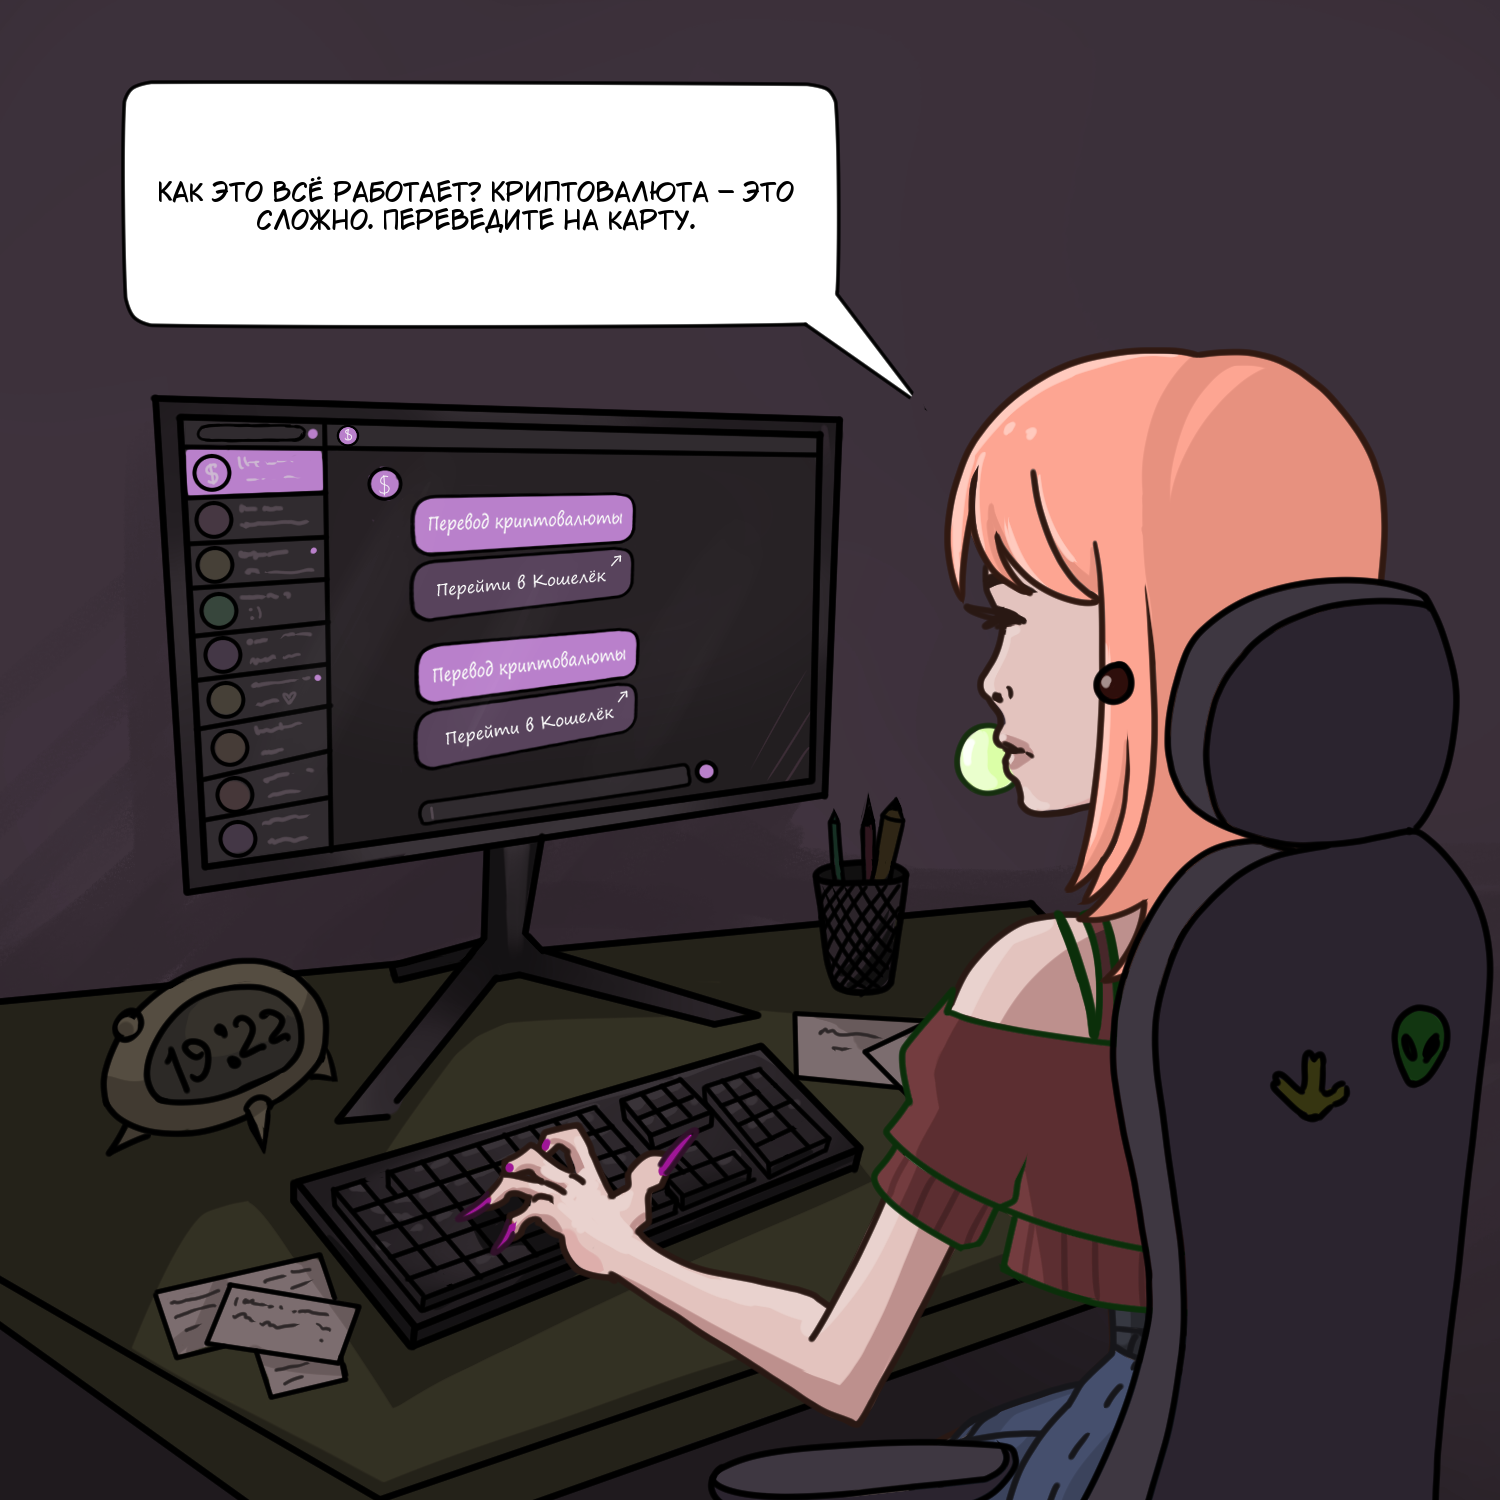 КАК ЭТО ВСЁ РАБОТАЕТ? КРИПТОВАЛЮТА – ЭТО
СЛОЖНО. ПЕРЕВЕДИТЕ НА КАРТУ.
$
$
$
:)
Перевод криптовалюты
Перейти в Кошелёк
Перевод криптовалюты
Перейти в Кошелёк
19:22